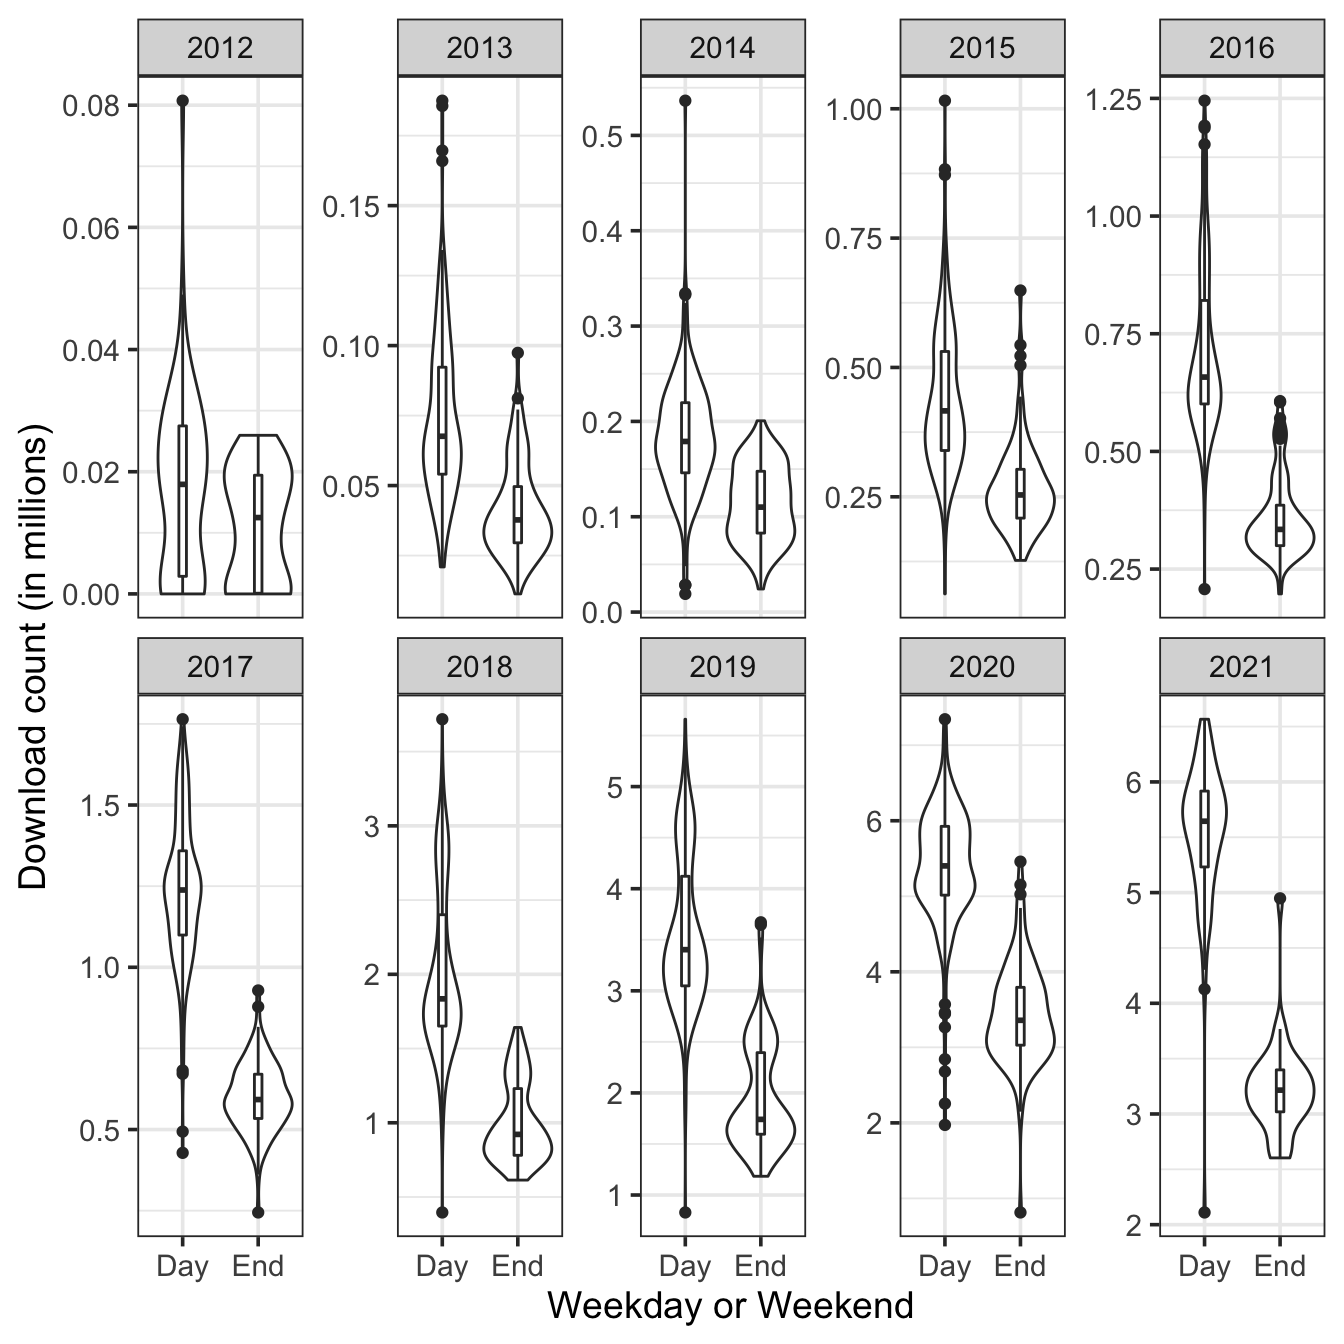 2012 2013 2014 2015 2016
0.08 0.06 0.04 0.02 0.00
0.15 0.10 0.05
0.5 0.4 0.3 0.2 0.1 0.0
1.00 0.75 0.50 0.25
1.25 1.00 0.75 0.50 0.25
Download count (in millions)
2017 2018 2019 2020 2021
1.5 1.0 0.5
3 2 1
5 4 3 2 1
6 4 2
6 5 4 3 2
Day End Day End Day End Day End Day End
Weekday or Weekend